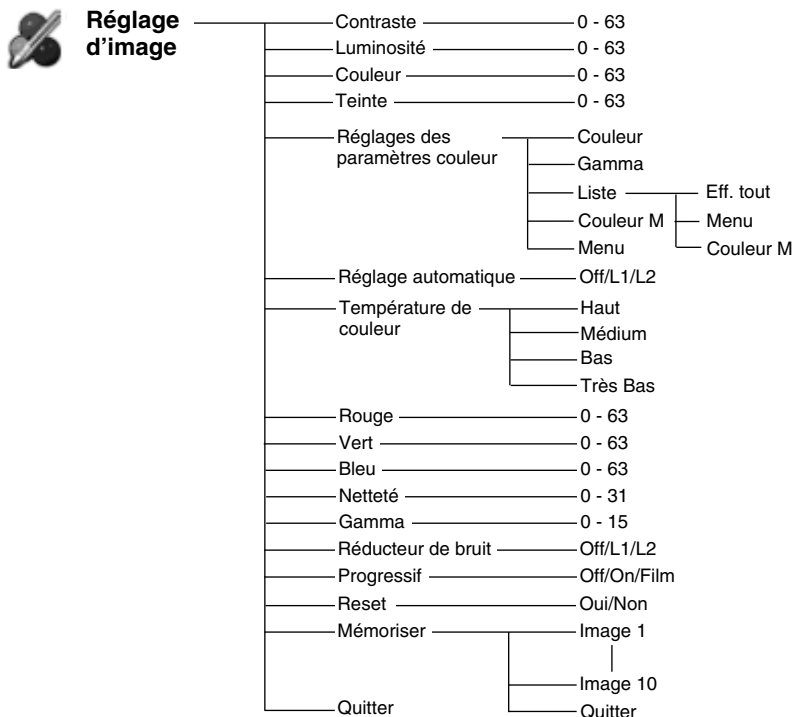 Réglage
d'image
Contraste 0 - 63
Luminosité 0 - 63
Couleur 0 - 63
Teinte 0 - 63
Réglages des
paramètres couleur
Couleur
Gamma
Liste
Couleur M
Menu
Eff. tout
Menu
Couleur M
Réglage automatique Off/L1/L2
Température de
couleur
Haut
Médium
Bas
Très Bas
Rouge 0 - 63
Vert 0 - 63
Bleu 0 - 63
Netteté 0 - 31
Gamma 0 - 15
Réducteur de bruit Off/L1/L2
Progressif Off/On/Film
Reset Oui/Non
Mémoriser
Image 1
Image 10
Quitter
Quitter